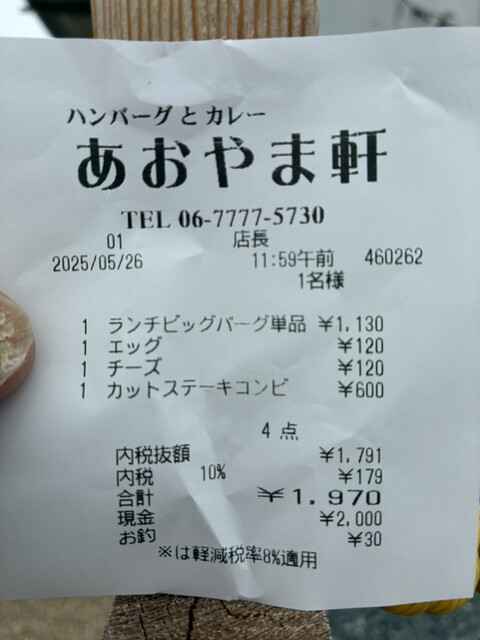 ハンバーグ と カレー
あおやま軒
TEL 06-7777-5730
01 店長
2025/05/26 11:59午前 460262
1名様
1 ランチビッグバーグ単品 ¥1,130
1 エッグ ¥120
1 チーズ ¥120
1 カットステーキコンビ ¥600
4 点
内税抜額 ¥1,791
内税 10% ¥179
合計 ¥1,970
現金 ¥2,000
お釣 ¥30
※は軽減税率8%適用